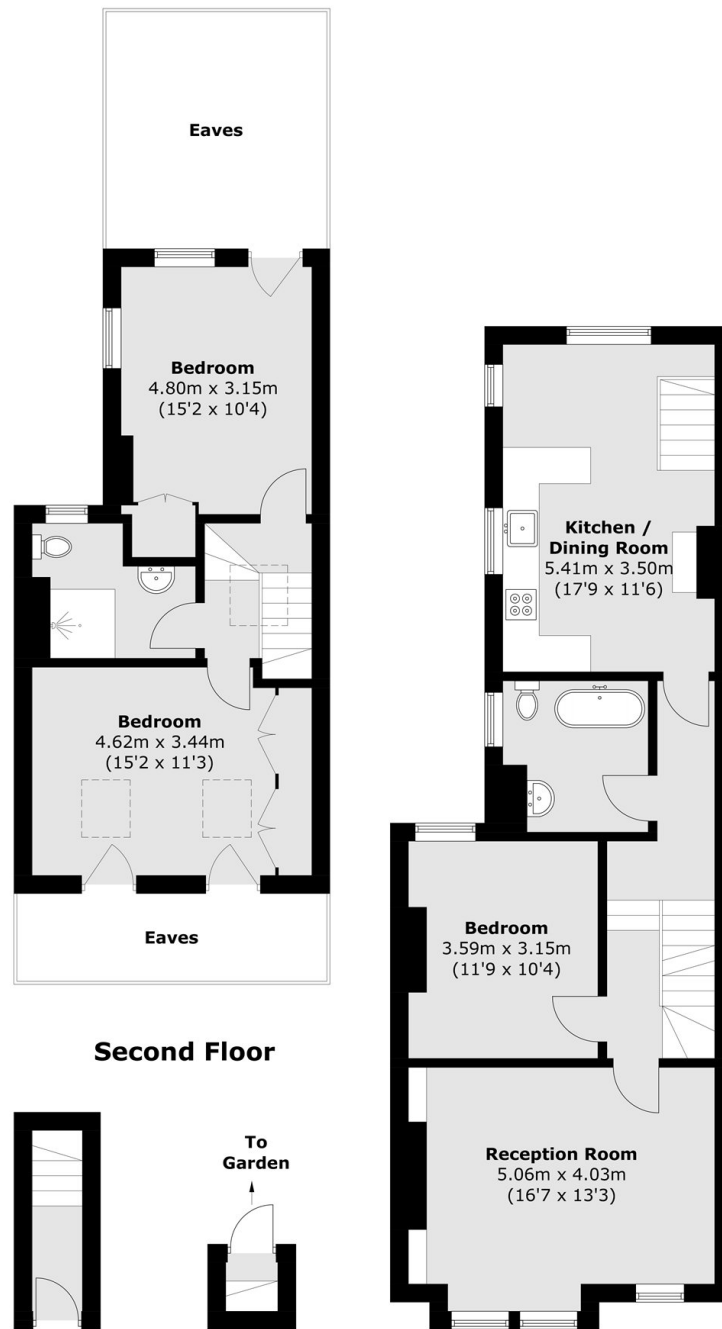 Eaves
Bedroom
4.80m x 3.15m
(15'2 x 10'4)
Bedroom
4.62m x 3.44m
(15'2 x 11'3)
Eaves
Second Floor
To
Garden
Kitchen /
Dining Room
5.41m x 3.50m
(17'9 x 11'6)
Bedroom
3.59m x 3.15m
(11'9 x 10'4)
Reception Room
5.06m x 4.03m
(16'7 x 13'3)